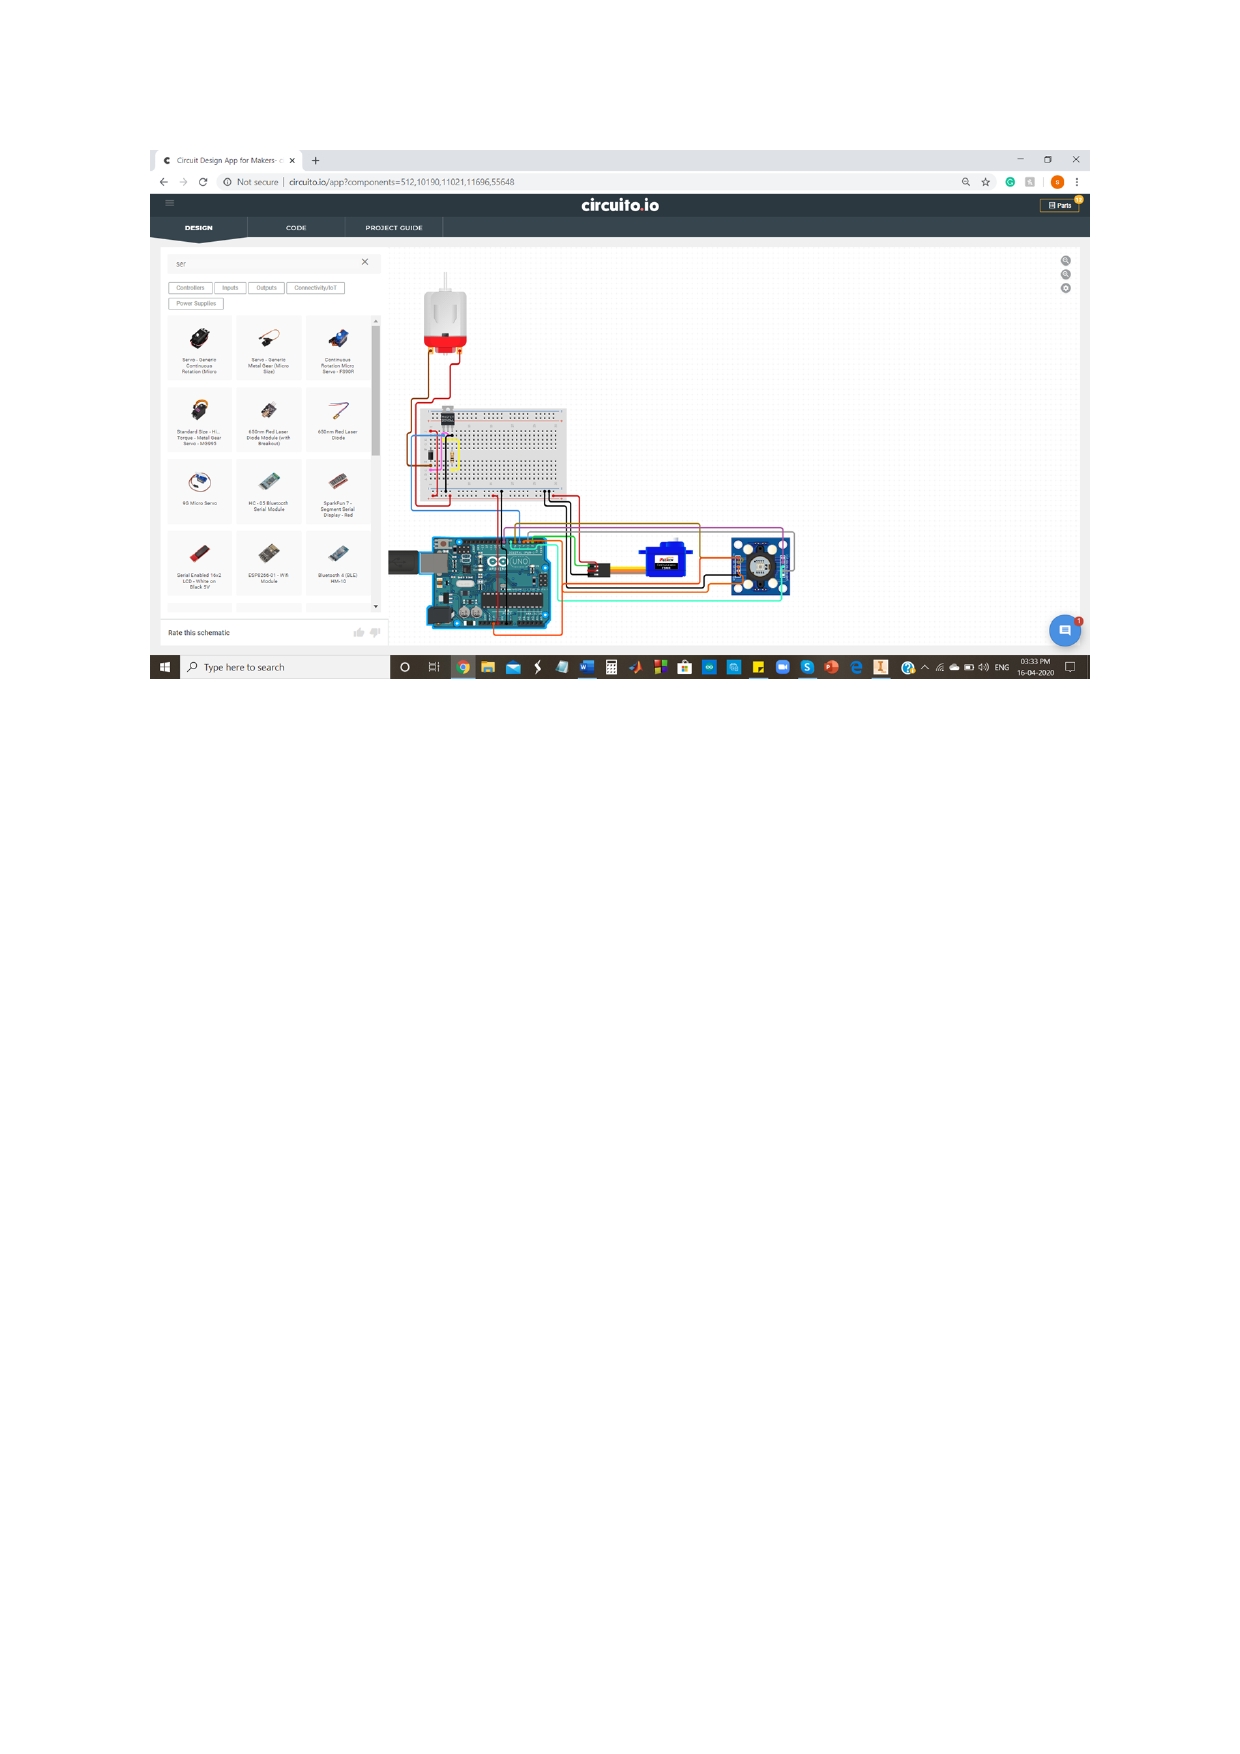 Circuit Design App for Makers- c
Not secure | circuito.io/app?components=512,10190,11021,11696,55648
circuito.io
Parts
DESIGN
CODE
PROJECT GUIDE
ser
Controllers
Inputs
Outputs
Connectivity/IoT
Power Supplies
Servo - Generic
Continuous
Rotation (Micro
Servo - Generic
Metal Gear (Micro
Size)
Continuous
Rotation Micro
Servo - FS90R
Standard Size - Hi...
Torque - Metal Gear
Servo - MG995
650nm Red Laser
Diode Module (with
Breakout)
650nm Red Laser
Diode
9G Micro Servo
HC - 05 Bluetooth
Serial Module
SparkFun 7 -
Segment Serial
Display - Red
Serial Enabled 16x2
LCD - White on
Black 5V
ESP8266-01 - Wifi
Module
Bluetooth 4 (BLE)
HM-10
UNO
Rate this schematic
1
Type here to search
ENG
03:33 PM
16-04-2020